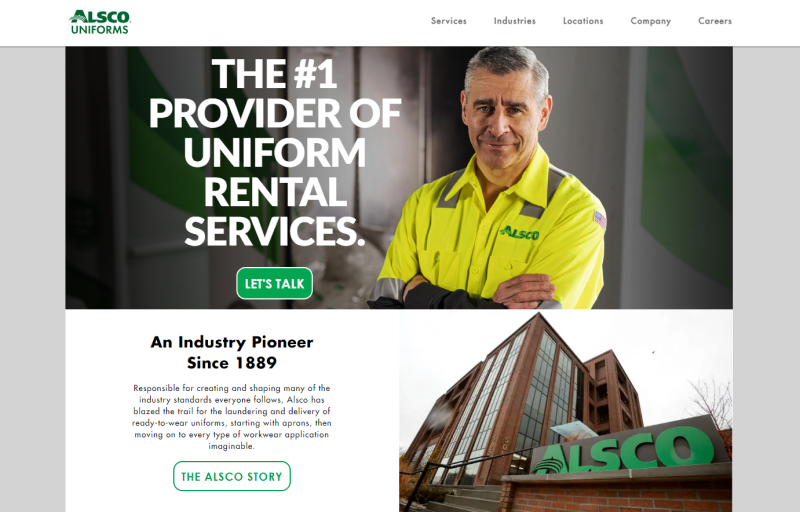 ALSCO
UNIFORMS
Services Industries Locations Company Careers
THE #1
PROVIDER OF
UNIFORM
RENTAL
SERVICES.
ALSCO
LET'S TALK
An Industry Pioneer
Since 1889
Responsible for creating and shaping many of the
industry standards everyone follows, Alsco has
blazed the trail for the laundering and delivery of
ready-to-wear uniforms, starting with aprons, then
moving on to every type of workwear application
imaginable.
THE ALSCO STORY
ALSCO